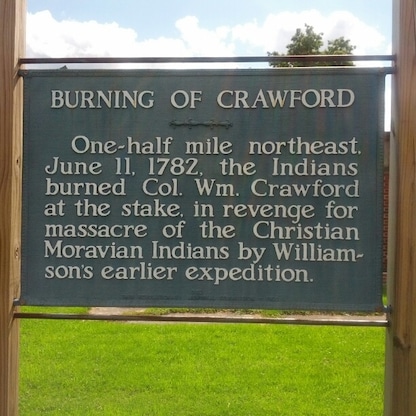 BURNING OF CRAWFORD
One-half mile northeast,
June 11, 1782, the Indians
burned Col. Wm. Crawford
at the stake, in revenge for
massacre of the Christian
Moravian Indians by William-
son's earlier expedition.